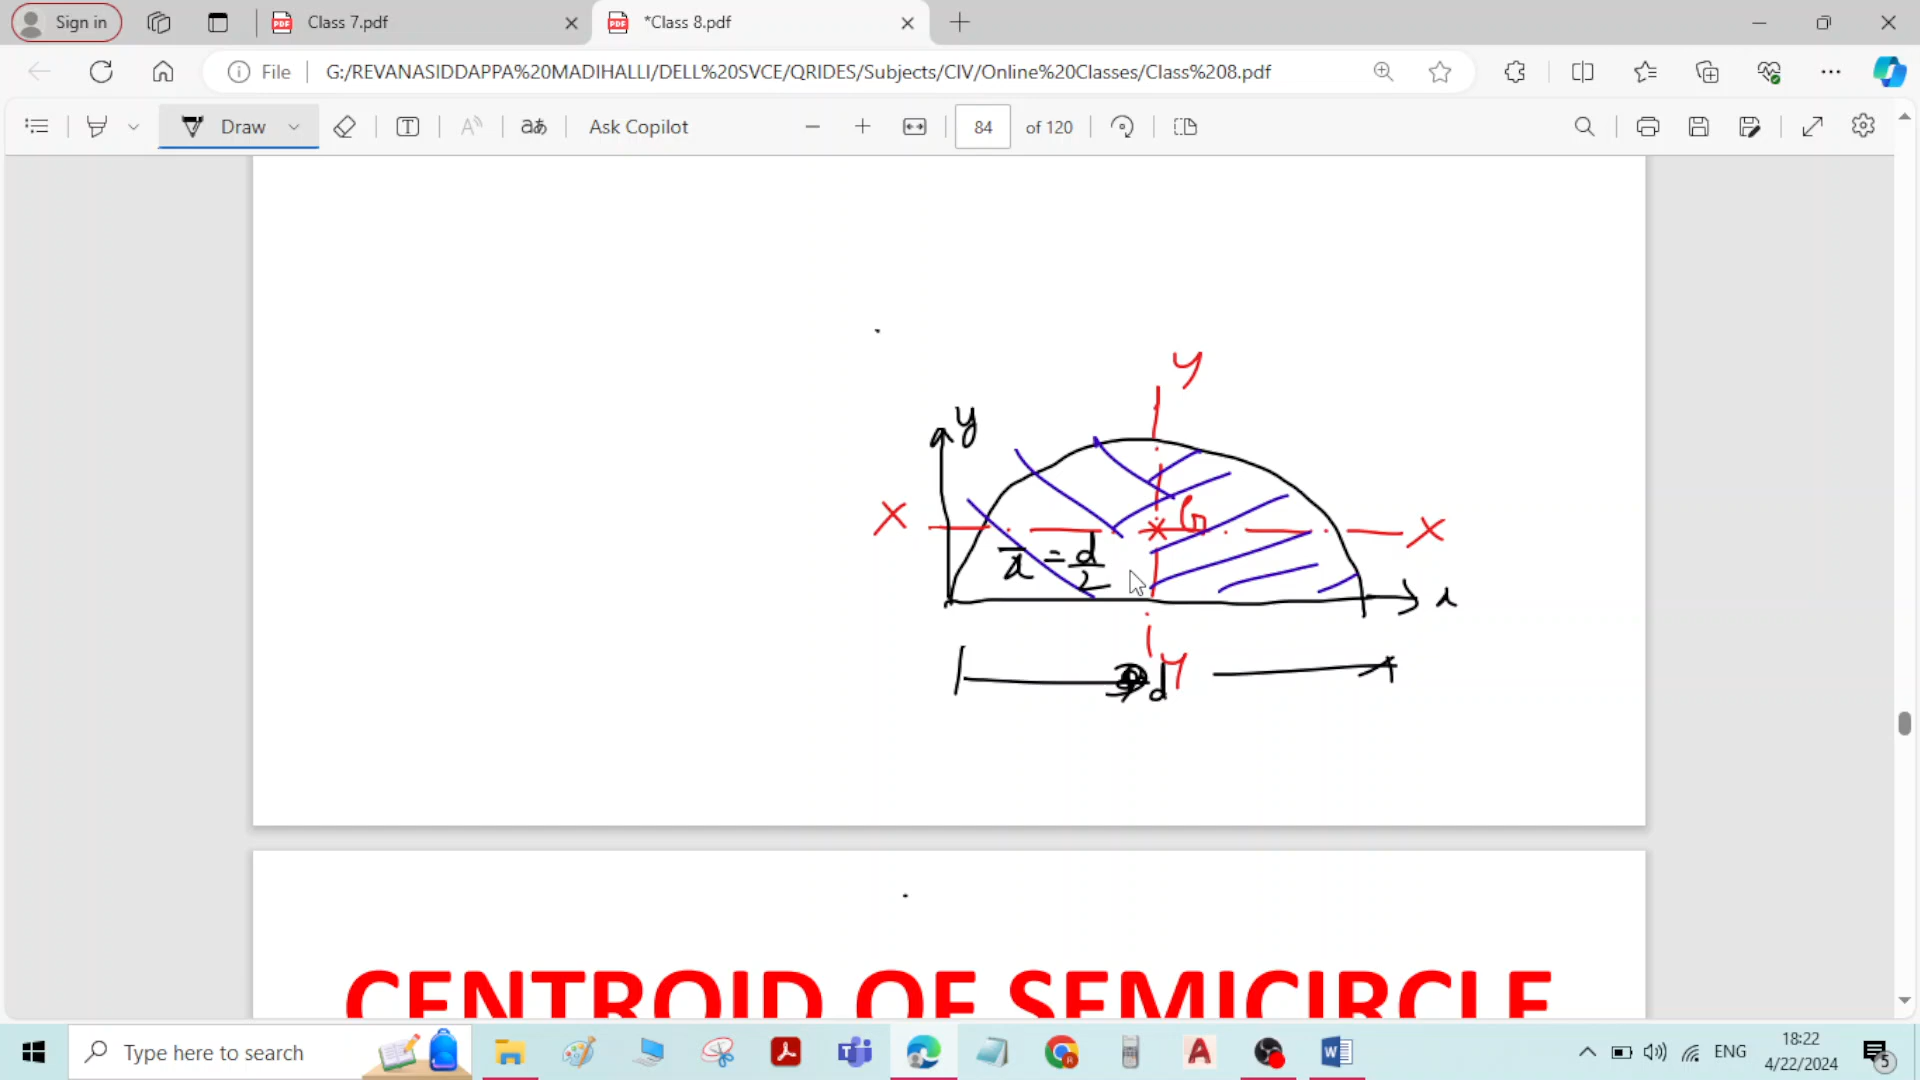 Sign in
Class 7.pdf
*Class 8.pdf
File
G:/REVANASIDDAPPA%20MADIHALLI/DELL%20SVCE/QRIDES/Subjects/CIV/Online%20Classes/Class%208.pdf
Draw
Ask Copilot
84
of 120
y
y
X
G
X
x̄ = d/2
x
d
y
CENTROID OF SEMICIRCLE
Type here to search
ENG
18:22
4/22/2024
5